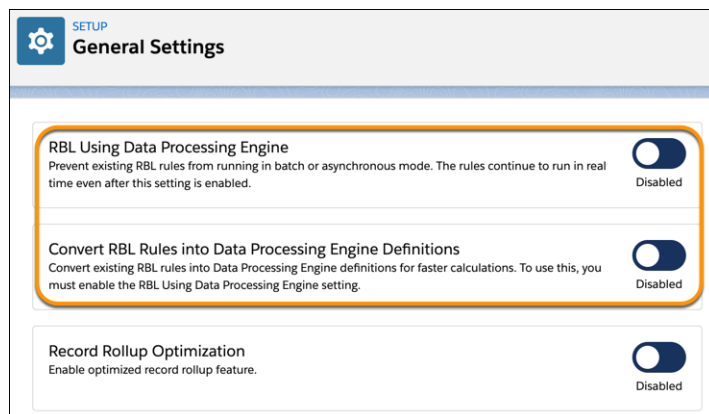 SETUP
General Settings
RBL Using Data Processing Engine
Prevent existing RBL rules from running in batch or asynchronous mode. The rules continue to run in real
time even after this setting is enabled.
Disabled
Convert RBL Rules into Data Processing Engine Definitions
Convert existing RBL rules into Data Processing Engine definitions for faster calculations. To use this, you
must enable the RBL Using Data Processing Engine setting.
Disabled
Record Rollup Optimization
Enable optimized record rollup feature.
Disabled